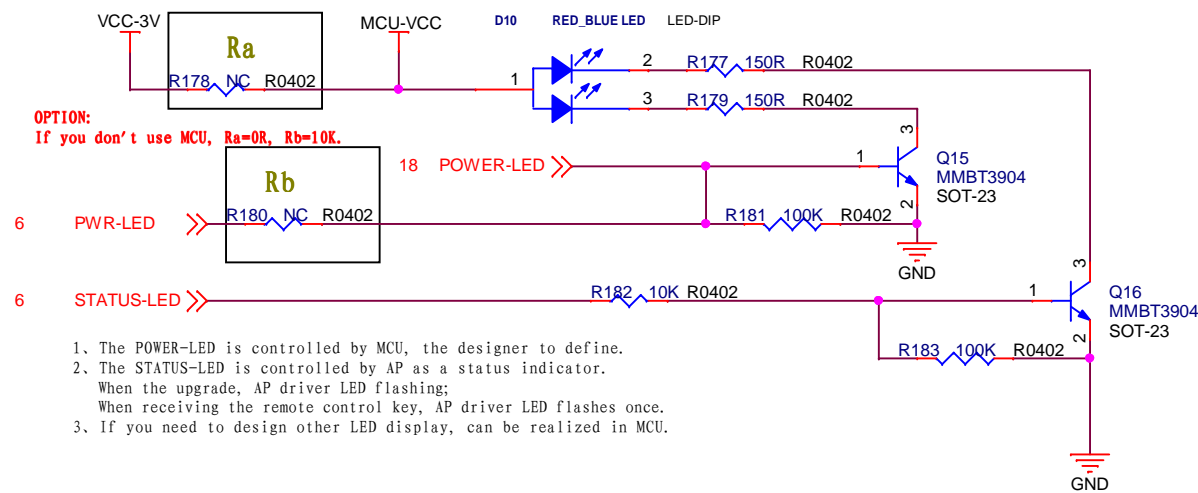 VCC-3V MCU-VCC D10 RED_BLUE LED LED-DIP
Ra
2 R177 150R R0402
1
R178 NC R0402
3 R179 150R R0402
OPTION:
If you don't use MCU, Ra=0R, Rb=10K.
3
18 POWER-LED 1 Q15
MMBT3904
SOT-23
Rb
2
6 PWR-LED R180 NC R0402 R181 100K R0402
GND
3
6 STATUS-LED R182 10K R0402 1 Q16
MMBT3904
SOT-23
2
R183 100K R0402
1、The POWER-LED is controlled by MCU, the designer to define.
2、The STATUS-LED is controlled by AP as a status indicator.
When the upgrade, AP driver LED flashing;
When receiving the remote control key, AP driver LED flashes once.
3、If you need to design other LED display, can be realized in MCU.
GND